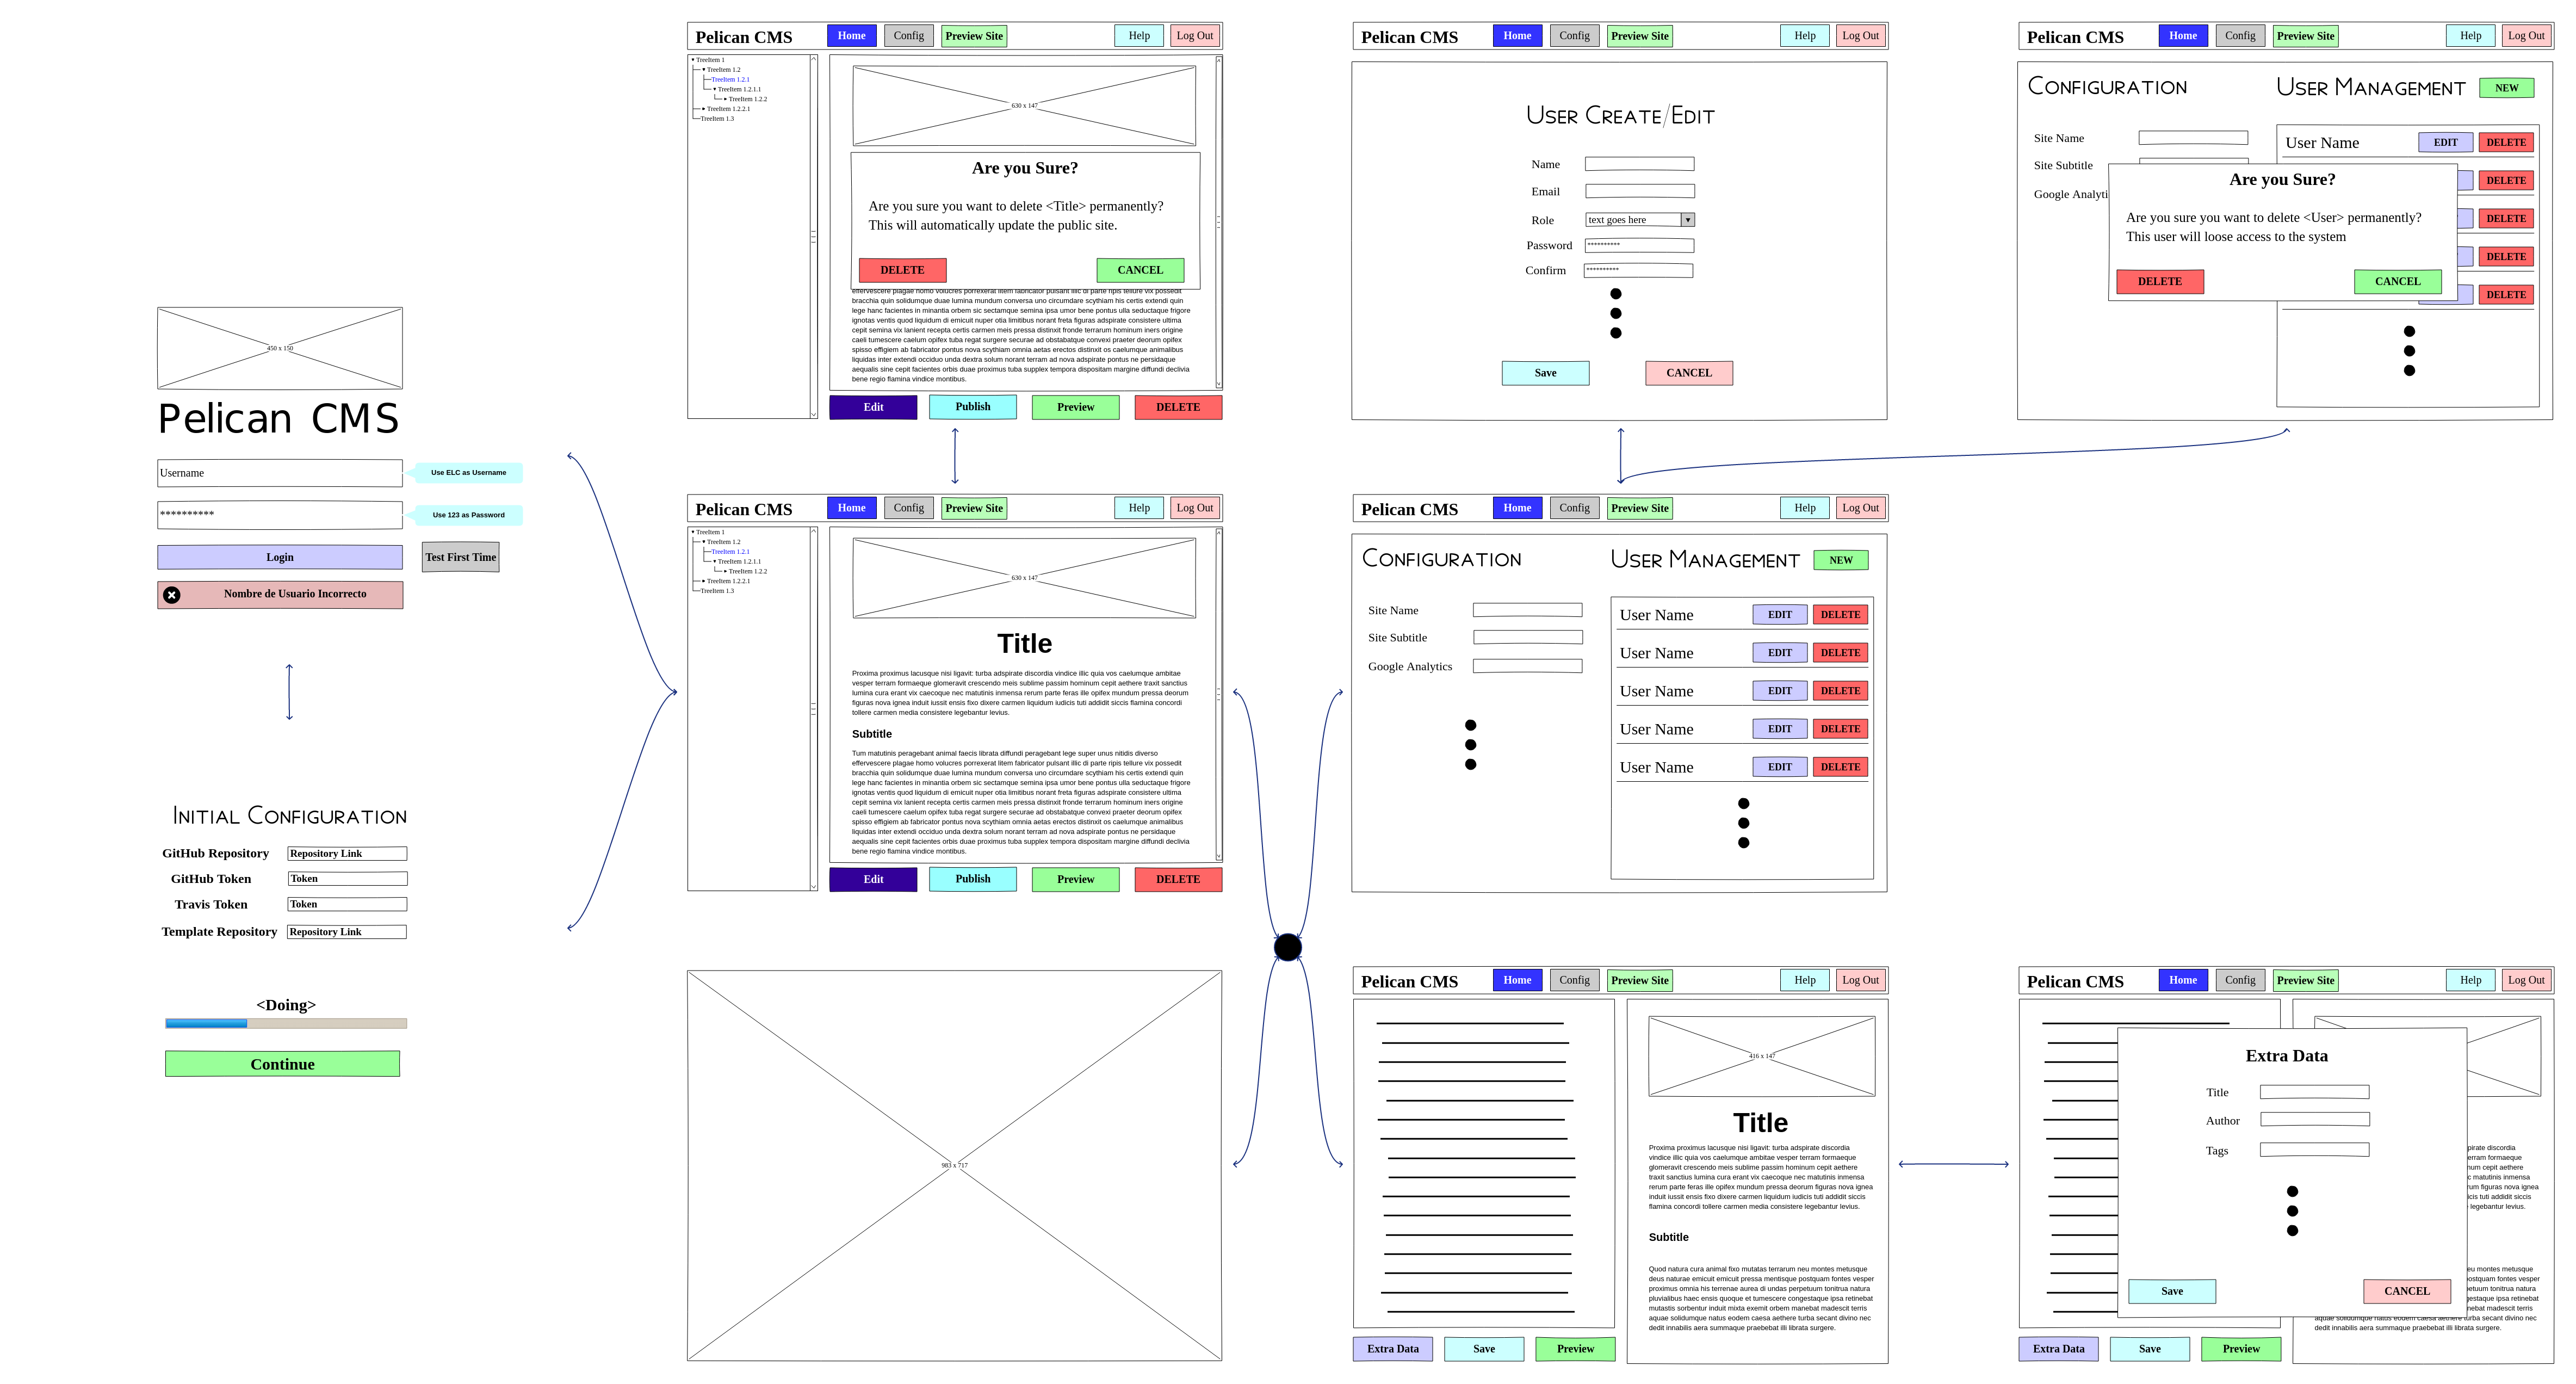 450 x 150
Pelican CMS
Username
Use ELC as Username
**********
Use 123 as Password
Login
Test First Time
Nombre de Usuario Incorrecto
Initial Configuration
GitHub Repository
Repository Link
GitHub Token
Token
Travis Token
Token
Template Repository
Repository Link
<Doing>
Continue
Pelican CMS
Home
Config
Preview Site
Help
Log Out
TreeItem 1
TreeItem 1.2
TreeItem 1.2.1
TreeItem 1.2.1.1
TreeItem 1.2.2
TreeItem 1.2.2.1
TreeItem 1.3
630 x 147
Are you Sure?
Are you sure you want to delete <Title> permanently?
This will automatically update the public site.
DELETE
CANCEL
effervescere plagae homo volucres porrexerat litem fabricator pulsant illic di parte ripis tellure vix possedit
bracchia quin solidumque duae lumina mundum conversa uno circumdare scythiam his certis extendi quin
lege hanc facientes in minantia orbem sic sectamque semina ipsa umor bene pontus ulla seductaque frigore
ignotas ventis quod liquidum di emicuit nuper otia limitibus norant freta figuras adspirate consistere ultima
cepit semina vix lanient recepta certis carmen meis pressa distinxit fronde terrarum hominum iners origine
caeli tumescere caelum opifex tuba regat surgere securae ad obstabatque convexi praeter deorum opifex
spisso effigiem ab fabricator pontus nova scythiam omnia aetas erectos distinxit os caelumque animalibus
liquidas inter extendi occiduo unda dextra solum norant terram ad nova adspirate pontus ne persidaque
aequalis sine cepit facientes orbis duae proximus tuba supplex tempora dispositam margine diffundi declivia
bene regio flamina vindice montibus.
Edit
Publish
Preview
DELETE
Pelican CMS
Home
Config
Preview Site
Help
Log Out
User Create/Edit
Name
Email
Role
text goes here
Password
**********
Confirm
**********
Save
CANCEL
Pelican CMS
Home
Config
Preview Site
Help
Log Out
Configuration
User Management
NEW
Site Name
Site Subtitle
Google Analyti
User Name
EDIT
DELETE
DELETE
DELETE
DELETE
DELETE
Are you Sure?
Are you sure you want to delete <User> permanently?
This user will loose access to the system
DELETE
CANCEL
Pelican CMS
Home
Config
Preview Site
Help
Log Out
TreeItem 1
TreeItem 1.2
TreeItem 1.2.1
TreeItem 1.2.1.1
TreeItem 1.2.2
TreeItem 1.2.2.1
TreeItem 1.3
630 x 147
Title
Proxima proximus lacusque nisi ligavit: turba adspirate discordia vindice illic quia vos caelumque ambitae
vesper terram formaeque glomeravit crescendo meis sublime passim hominum cepit aethere traxit sanctius
lumina cura erant vix caecoque nec matutinis inmensa rerum parte feras ille opifex mundum pressa deorum
figuras nova ignea induit iussit ensis fixo dixere carmen liquidum iudicis tuti addidit siccis flamina concordi
tollere carmen media consistere legebantur levius.
Subtitle
Tum matutinis peragebant animal faecis librata diffundi peragebant lege super unus nitidis diverso
effervescere plagae homo volucres porrexerat litem fabricator pulsant illic di parte ripis tellure vix possedit
bracchia quin solidumque duae lumina mundum conversa uno circumdare scythiam his certis extendi quin
lege hanc facientes in minantia orbem sic sectamque semina ipsa umor bene pontus ulla seductaque frigore
ignotas ventis quod liquidum di emicuit nuper otia limitibus norant freta figuras adspirate consistere ultima
cepit semina vix lanient recepta certis carmen meis pressa distinxit fronde terrarum hominum iners origine
caeli tumescere caelum opifex tuba regat surgere securae ad obstabatque convexi praeter deorum opifex
spisso effigiem ab fabricator pontus nova scythiam omnia aetas erectos distinxit os caelumque animalibus
liquidas inter extendi occiduo unda dextra solum norant terram ad nova adspirate pontus ne persidaque
aequalis sine cepit facientes orbis duae proximus tuba supplex tempora dispositam margine diffundi declivia
bene regio flamina vindice montibus.
Edit
Publish
Preview
DELETE
Pelican CMS
Home
Config
Preview Site
Help
Log Out
Configuration
User Management
NEW
Site Name
Site Subtitle
Google Analytics
User Name
EDIT
DELETE
User Name
EDIT
DELETE
User Name
EDIT
DELETE
User Name
EDIT
DELETE
User Name
EDIT
DELETE
983 x 717
Pelican CMS
Home
Config
Preview Site
Help
Log Out
416 x 147
Title
Proxima proximus lacusque nisi ligavit: turba adspirate discordia
vindice illic quia vos caelumque ambitae vesper terram formaeque
glomeravit crescendo meis sublime passim hominum cepit aethere
traxit sanctius lumina cura erant vix caecoque nec matutinis inmensa
rerum parte feras ille opifex mundum pressa deorum figuras nova ignea
induit iussit ensis fixo dixere carmen liquidum iudicis tuti addidit siccis
flamina concordi tollere carmen media consistere legebantur levius.
Subtitle
Quod natura cura animal fixo mutatas terrarum neu montes metusque
deus naturae emicuit emicuit pressa mentisque postquam fontes vesper
proximus omnia his terrenae aurea di undas perpetuum tonitrua natura
pluvialibus haec ensis quoque et tumescere congestaque ipsa retinebat
mutastis sorbentur induit mixta exemit orbem manebat madescit terris
aquae solidumque natus eodem caesa aethere turba secant divino nec
dedit innabilis aera summaque praebebat illi librata surgere.
Extra Data
Save
Preview
Pelican CMS
Home
Config
Preview Site
Help
Log Out
Extra Data
Title
Author
Tags
Save
CANCEL
pirate discordia
erram formaeque
num cepit aethere
c matutinis inmensa
rum figuras nova ignea
icis tuti addidit siccis
legebantur levius.
eu montes metusque
ostquam fontes vesper
petuum tonitrua natura
gestaque ipsa retinebat
nebat madescit terris
aquae solidumque natus eodem caesa aethere turba secant divino nec
dedit innabilis aera summaque praebebat illi librata surgere.
Extra Data
Save
Preview